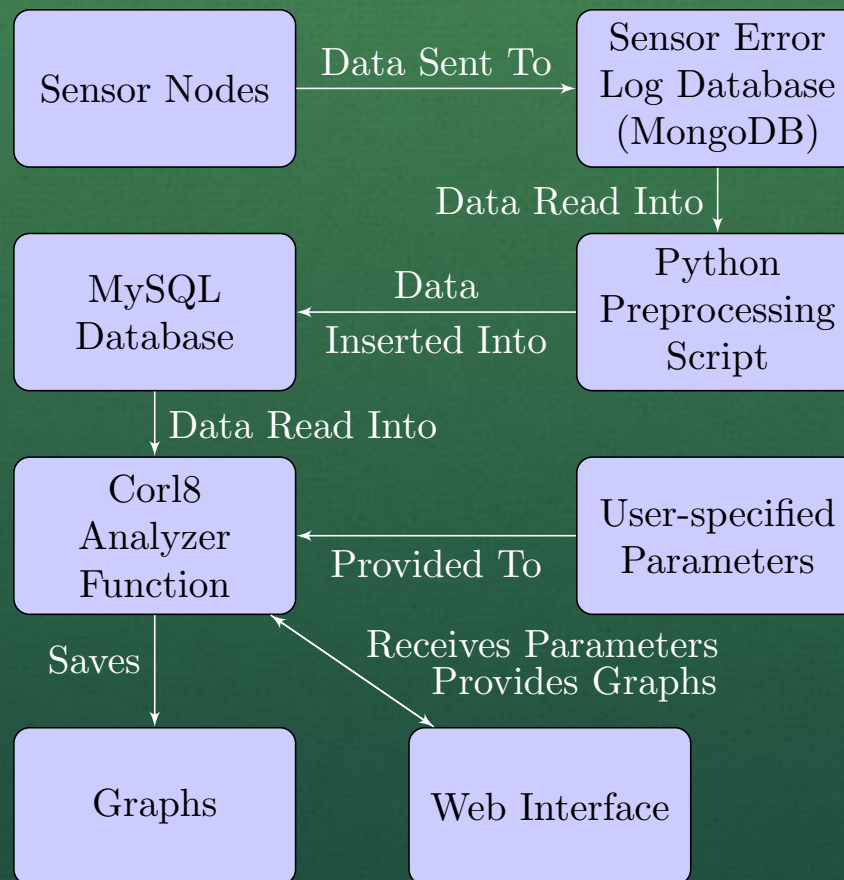 Sensor Nodes
Data Sent To
Sensor Error
Log Database
(MongoDB)
Data Read Into
MySQL
Database
Data
Inserted Into
Python
Preprocessing
Script
Data Read Into
Corl8
Analyzer
Function
Provided To
User-specified
Parameters
Saves
Receives Parameters
Provides Graphs
Graphs
Web Interface